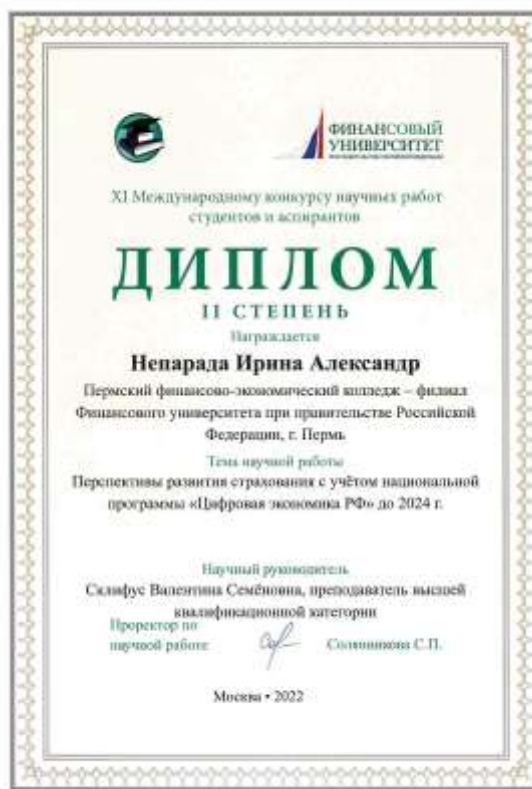 ФИНАНСОВЫЙ
УНИВЕРСИТЕТ
XI Международному конкурсу научных работ
студентов и аспирантов
ДИПЛОМ
II СТЕПЕНЬ
Награждается
Непарада Ирина Александр
Пермский финансово-экономический колледж – филиал
Финансового университета при правительстве Российской
Федерации, г. Пермь
Тема научной работы
Перспективы развития страхования с учётом национальной
программы «Цифровая экономика РФ» до 2024 г.
Научный руководитель
Склифус Валентина Семёновна, преподаватель высшей
квалификационной категории
Проректор по
научной работе
Солянникова С.П.
Москва • 2022